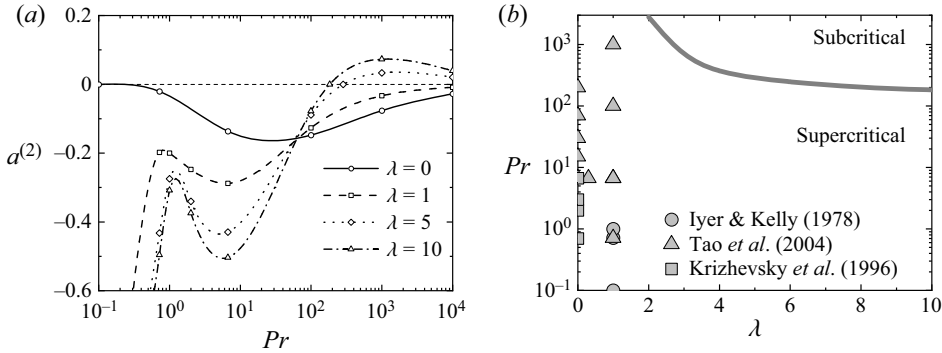 (a)
0.2
0
−0.2
−0.4
−0.6
a(2)
λ = 0
λ = 1
λ = 5
λ = 10
10−1
100
101
102
103
104
Pr
(b)
103
102
101
100
10−1
Pr
Subcritical
Supercritical
Iyer & Kelly (1978)
Tao et al. (2004)
Krizhevsky et al. (1996)
0
2
4
6
8
10
λ